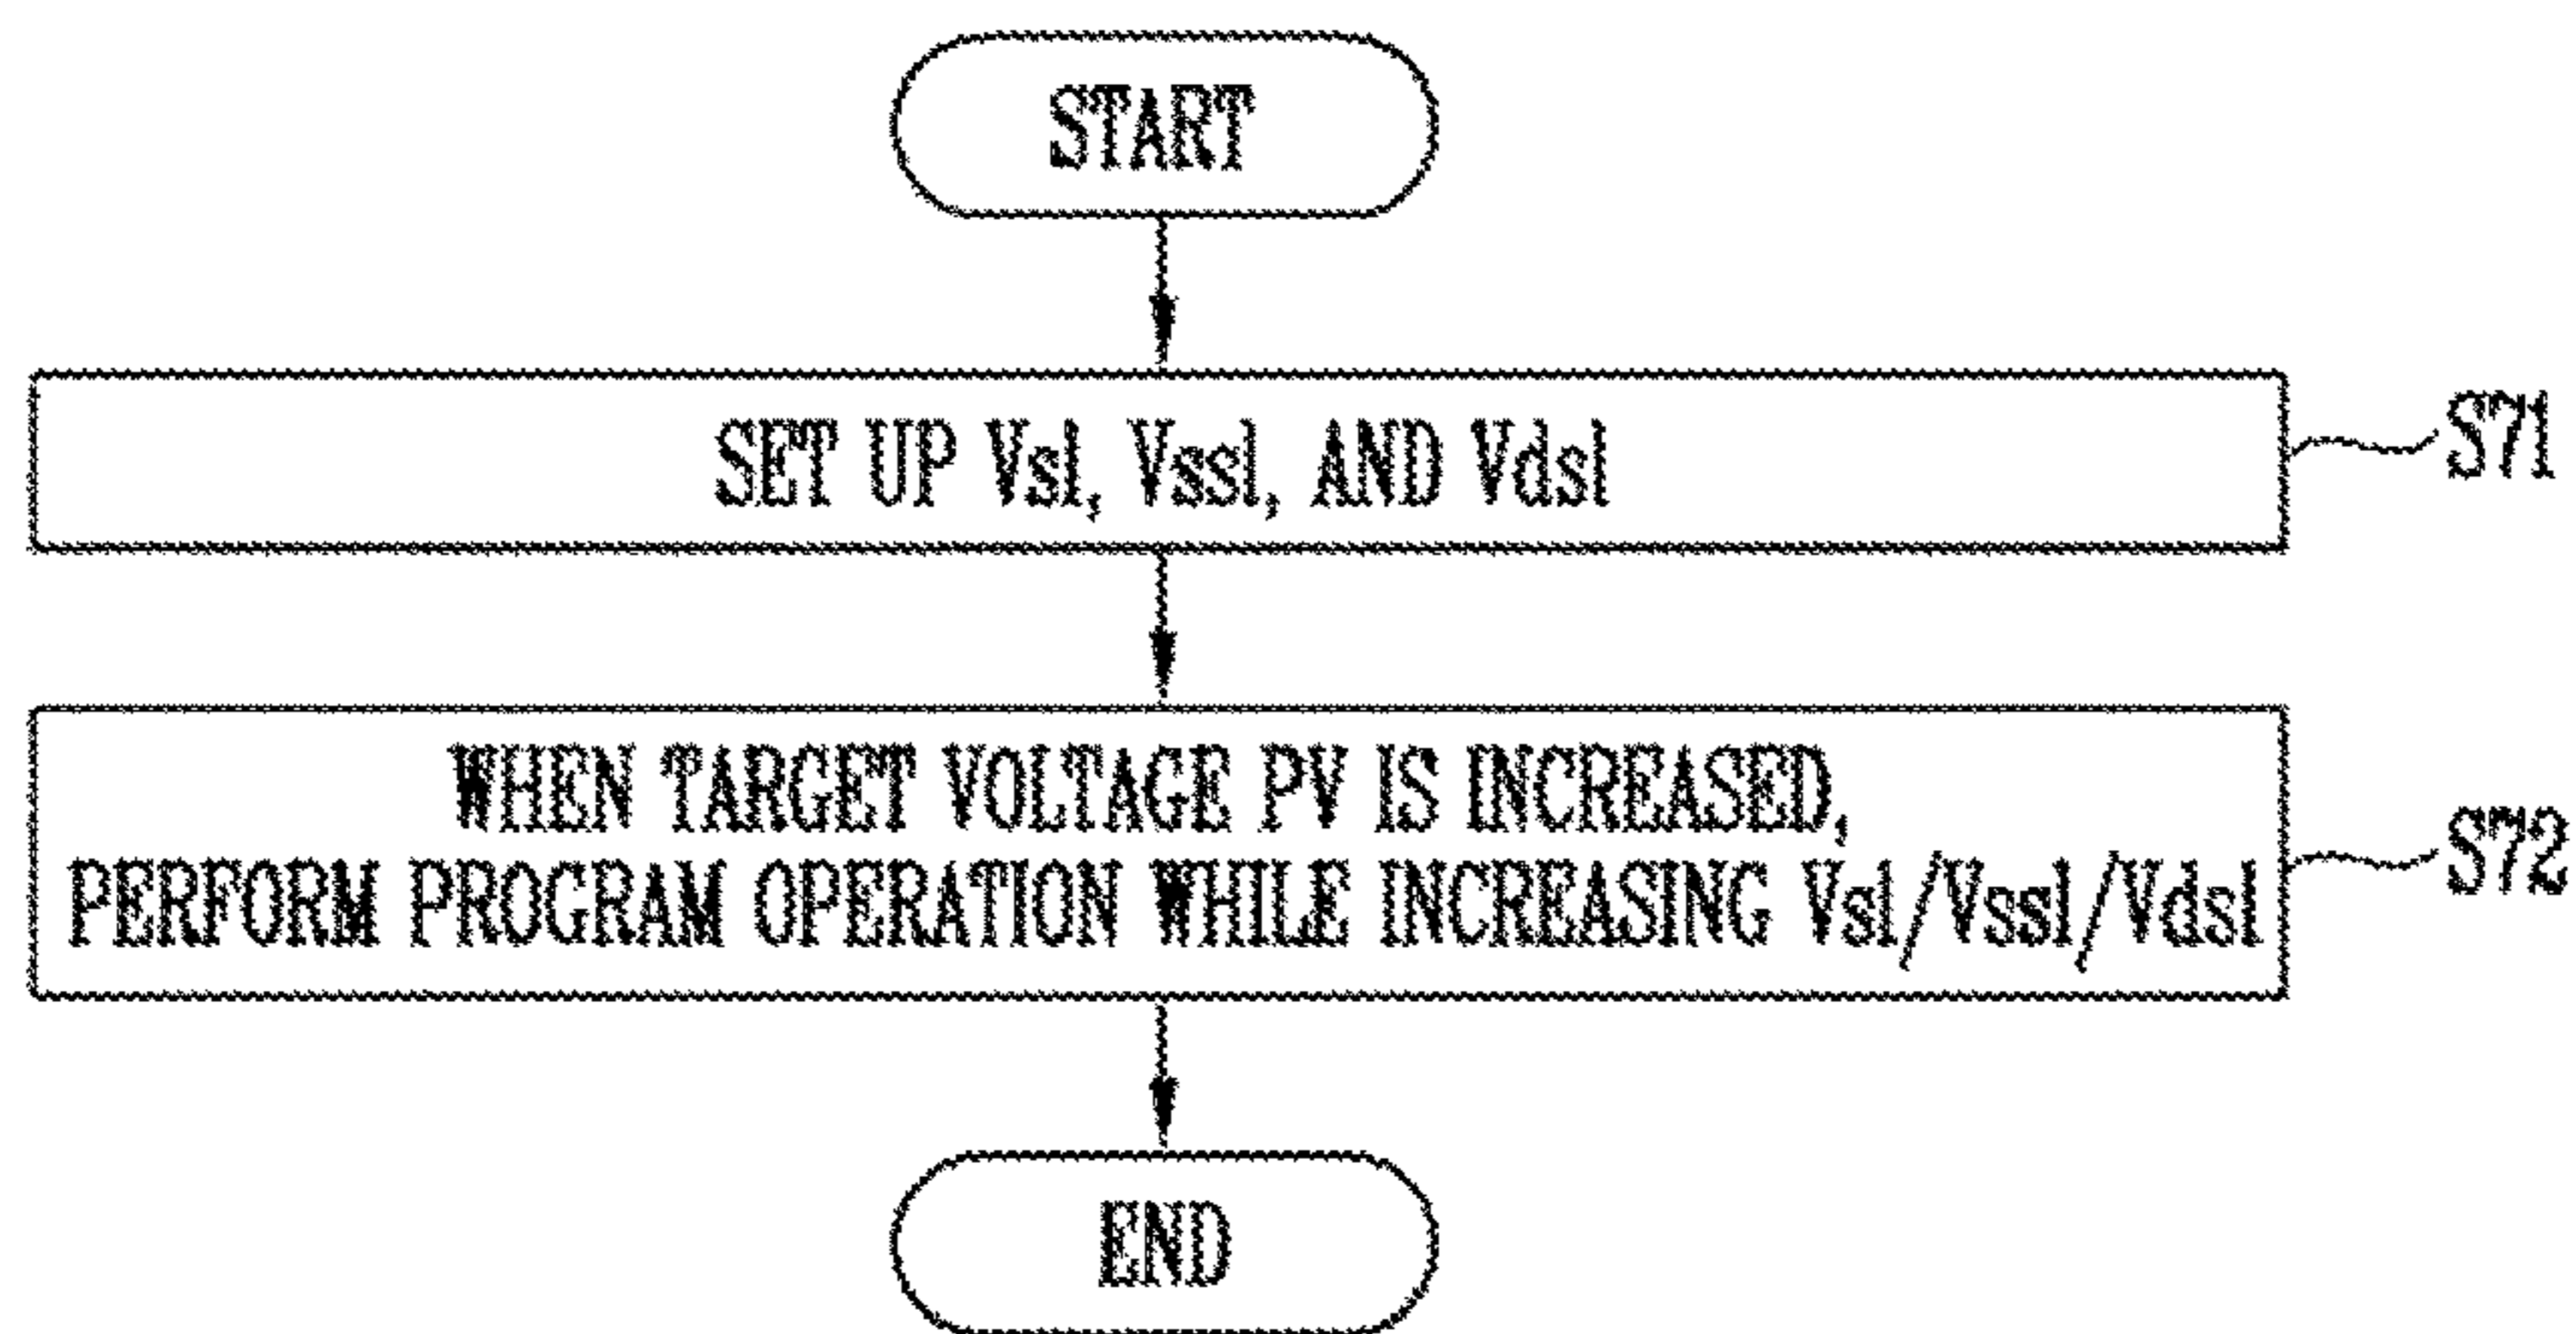 START
SET UP Vsl, Vssl, AND Vdsl
S71
WHEN TARGET VOLTAGE PV IS INCREASED,
PERFORM PROGRAM OPERATION WHILE INCREASING Vsl/Vssl/Vdsl
S72
END